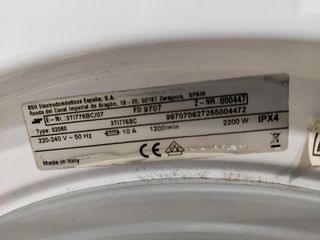 BSH Electrodomésticos España, S.A.
Ronda del Canal Imperial de Aragón, 18 - 20, 50197 Zaragoza, SPAIN
E-Nr.:3TI776BC/07 FD 9707 Z-NR.:000447
Type: 02060 3TI776BC 997070627255004472
220-240 V ~ 50 Hz 10 A 1200/min 2200 W IPX4
Made in Italy